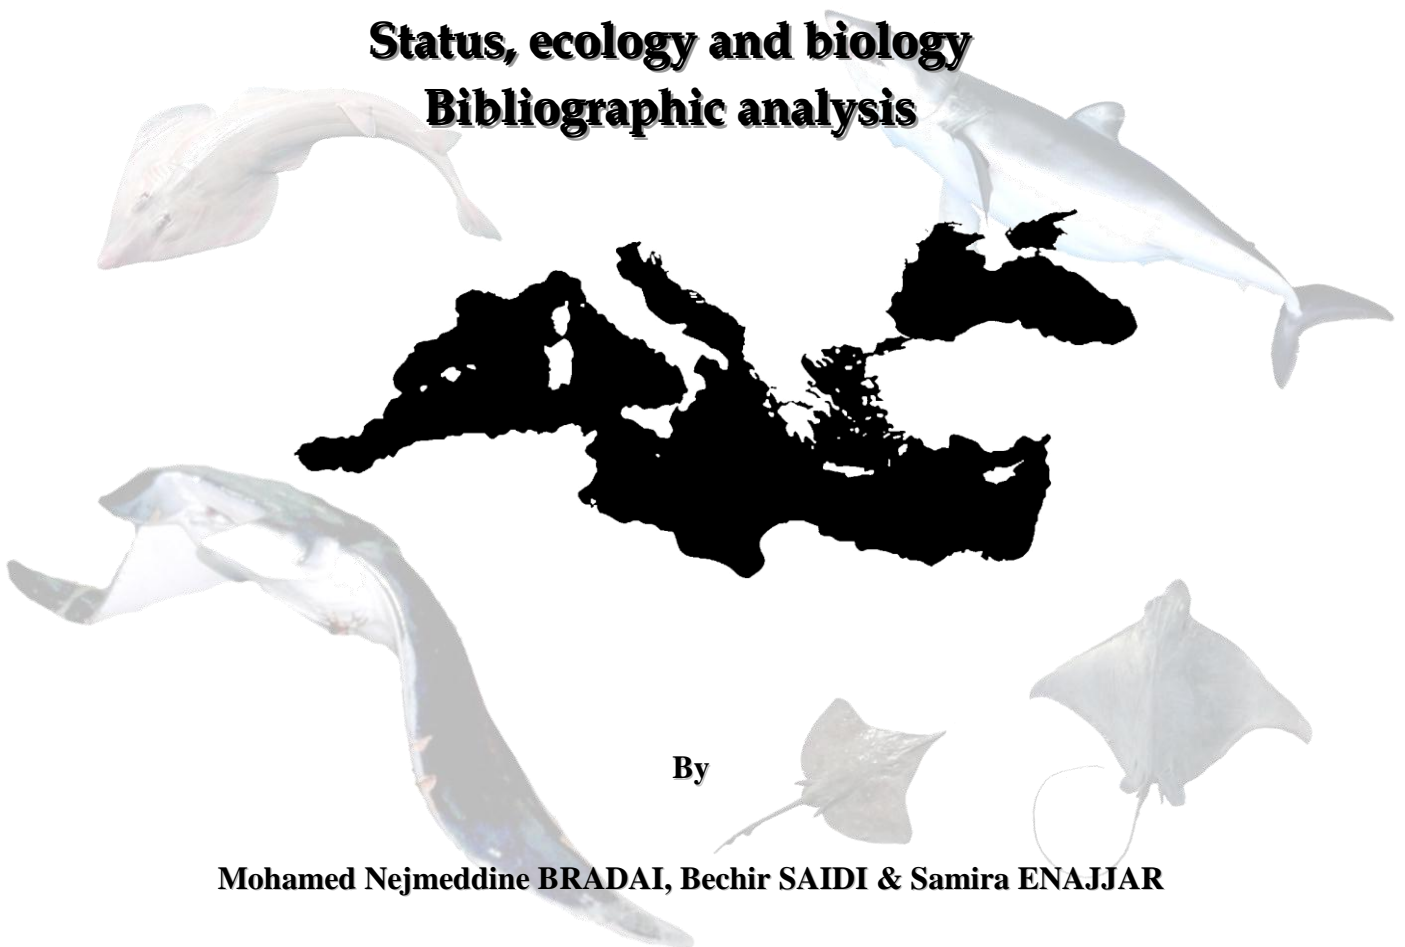 Status, ecology and biology
Bibliographic analysis
By
Mohamed Nejmeddine BRADAI, Bechir SAIDI & Samira ENAJJAR